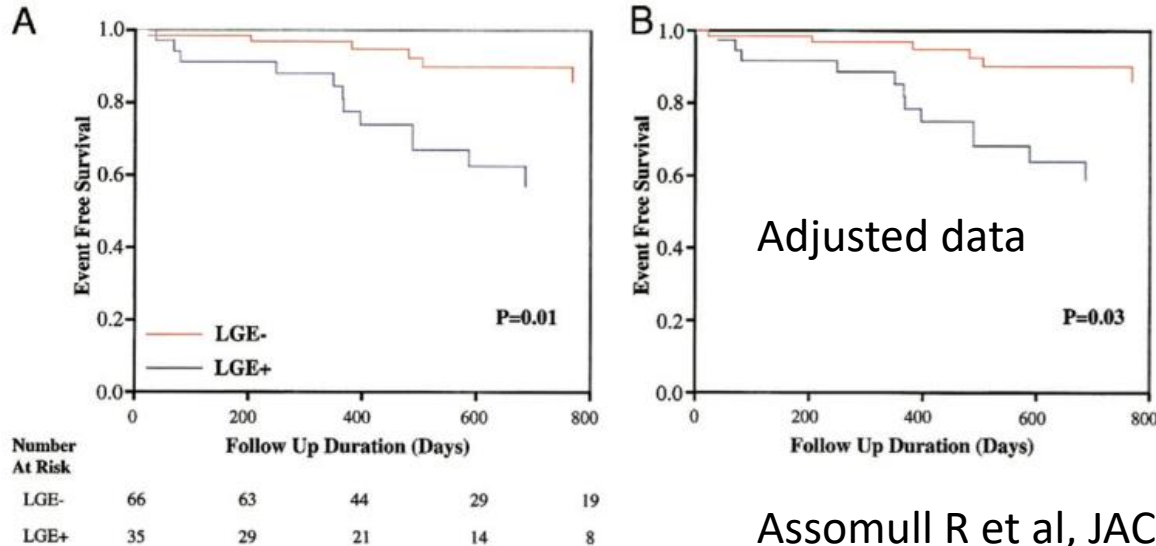 A
1.0
0.8
0.6
0.4
0.2
0.0
Event Free Survival
P=0.01
LGE-
LGE+
0 200 400 600 800
Follow Up Duration (Days)
Number
At Risk
LGE- 66 63 44 29 19
LGE+ 35 29 21 14 8
B
1.0
0.8
0.6
0.4
0.2
0.0
Event Free Survival
Adjusted data
P=0.03
0 200 400 600 800
Follow Up Duration (Days)
Assomull R et al, JAC